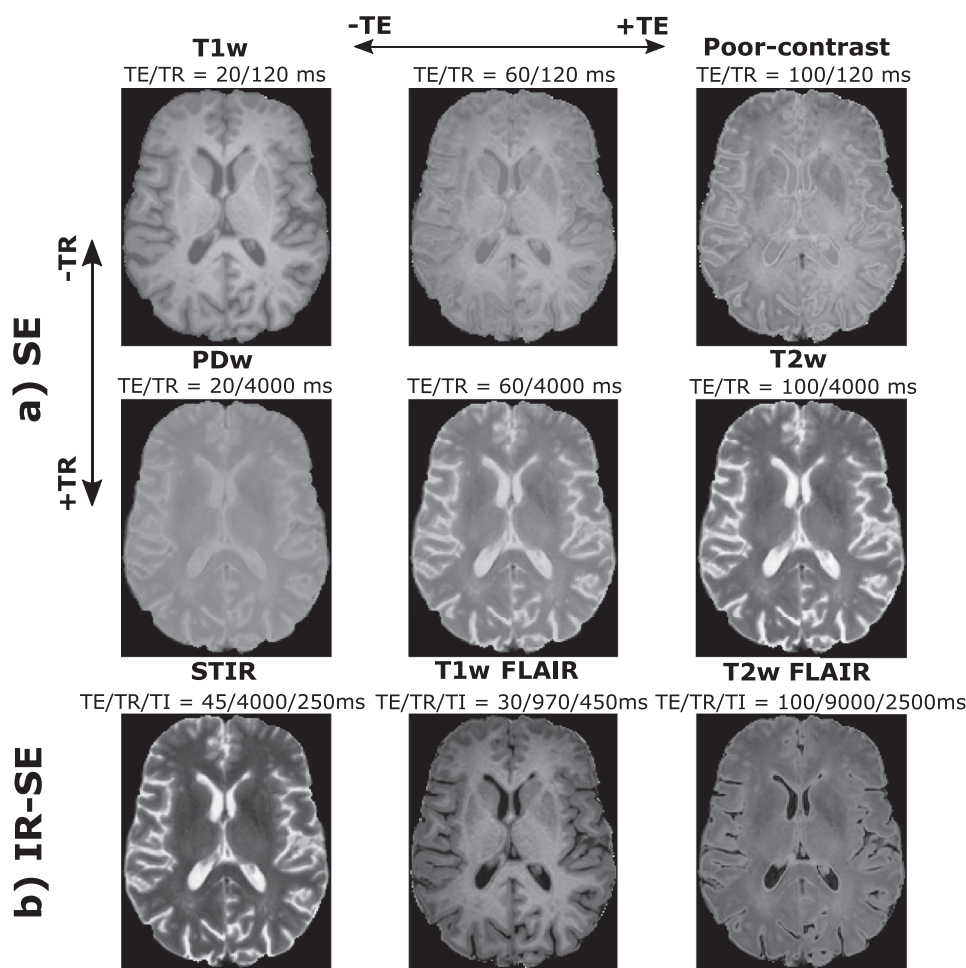 -TE
+TE
T1w
Poor-contrast
TE/TR = 20/120 ms
TE/TR = 60/120 ms
TE/TR = 100/120 ms
a) SE
-TR
+TR
PDw
T2w
TE/TR = 20/4000 ms
TE/TR = 60/4000 ms
TE/TR = 100/4000 ms
b) IR-SE
STIR
T1w FLAIR
T2w FLAIR
TE/TR/TI = 45/4000/250ms
TE/TR/TI = 30/970/450ms
TE/TR/TI = 100/9000/2500ms